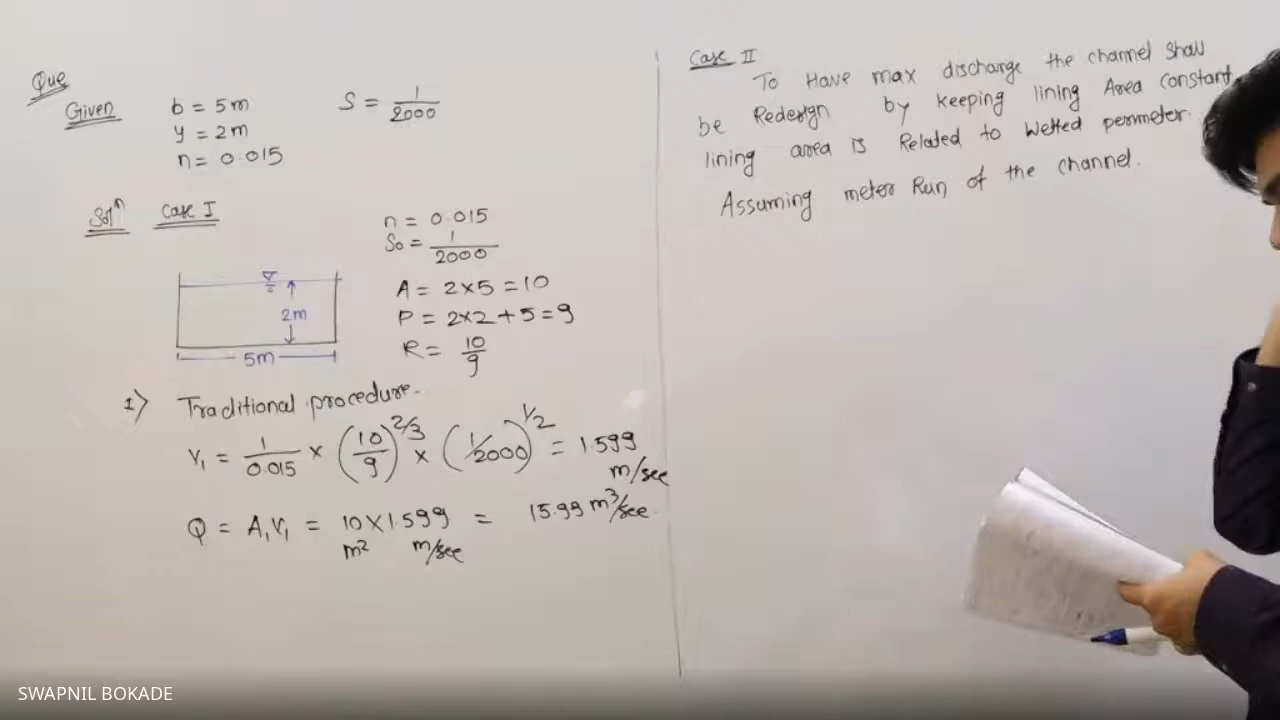 Que
Given b = 5m S = 1/2000
y = 2m
n = 0.015
Solⁿ Case I
n = 0.015
So = 1/2000
A = 2×5 = 10
P = 2×2+5=9
R = 10/9
2m
5m
1) Traditional procedure.
V₁ = 1/0.015 × (10/9)^2/3 × (1/2000)^1/2 = 1.599 m/sec
Q = A₁V₁ = 10 × 1.599 = 15.99 m³/sec.
m² m/sec
Case II
To Have max discharge the channel shall
be Redesign by keeping lining Area constant.
lining area is Related to wetted permeter.
Assuming meter Run of the channel.
SWAPNIL BOKADE